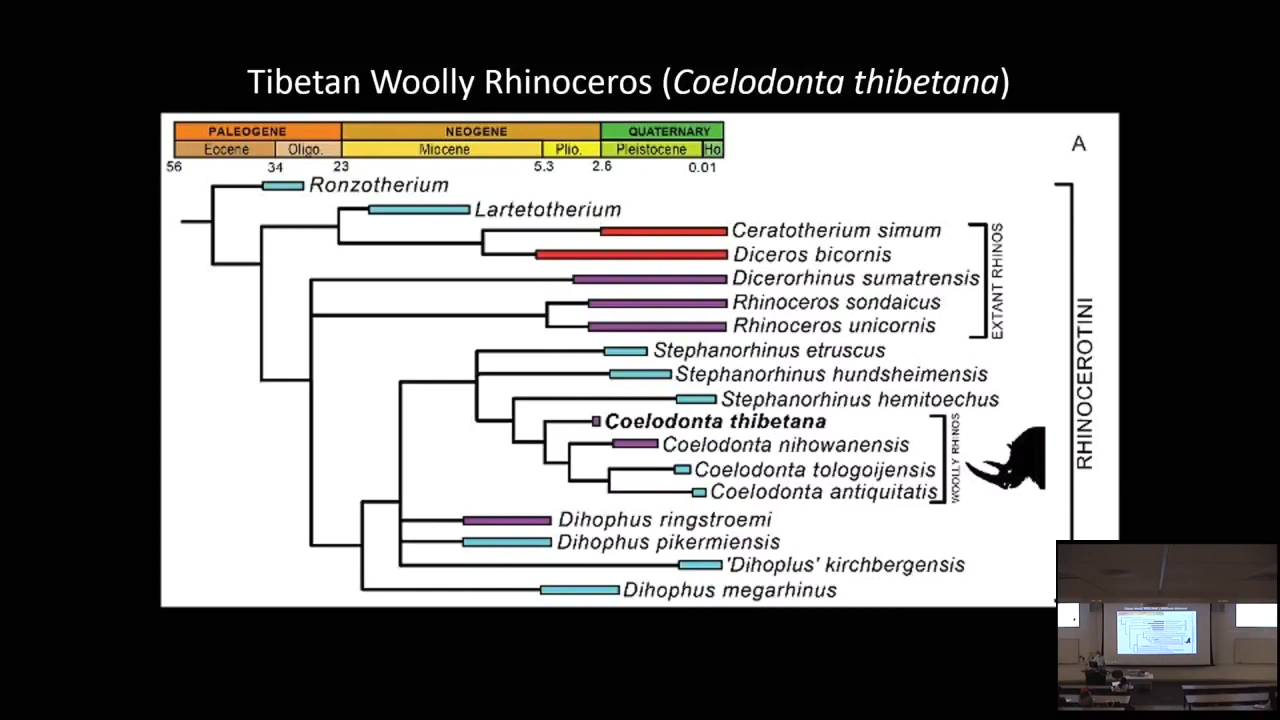 Tibetan Woolly Rhinoceros (Coelodonta thibetana)
PALEOGENE NEOGENE QUATERNARY
Eocene Oligo. Miocene Plio. Pleistocene Ho.
56 34 23 5.3 2.6 0.01
A
Ronzotherium
Lartetotherium
Ceratotherium simum
Diceros bicornis
Dicerorhinus sumatrensis
Rhinoceros sondaicus
Rhinoceros unicornis
EXTANT RHINOS
Stephanorhinus etruscus
Stephanorhinus hundsheimensis
Stephanorhinus hemitoechus
Coelodonta thibetana
Coelodonta nihowanensis
Coelodonta tologoijensis
Coelodonta antiquitatis
WOOLLY RHINOS
Dihophus ringstroemi
Dihophus pikermiensis
'Dihoplus' kirchbergensis
Dihophus megarhinus
RHINOCEROTINI